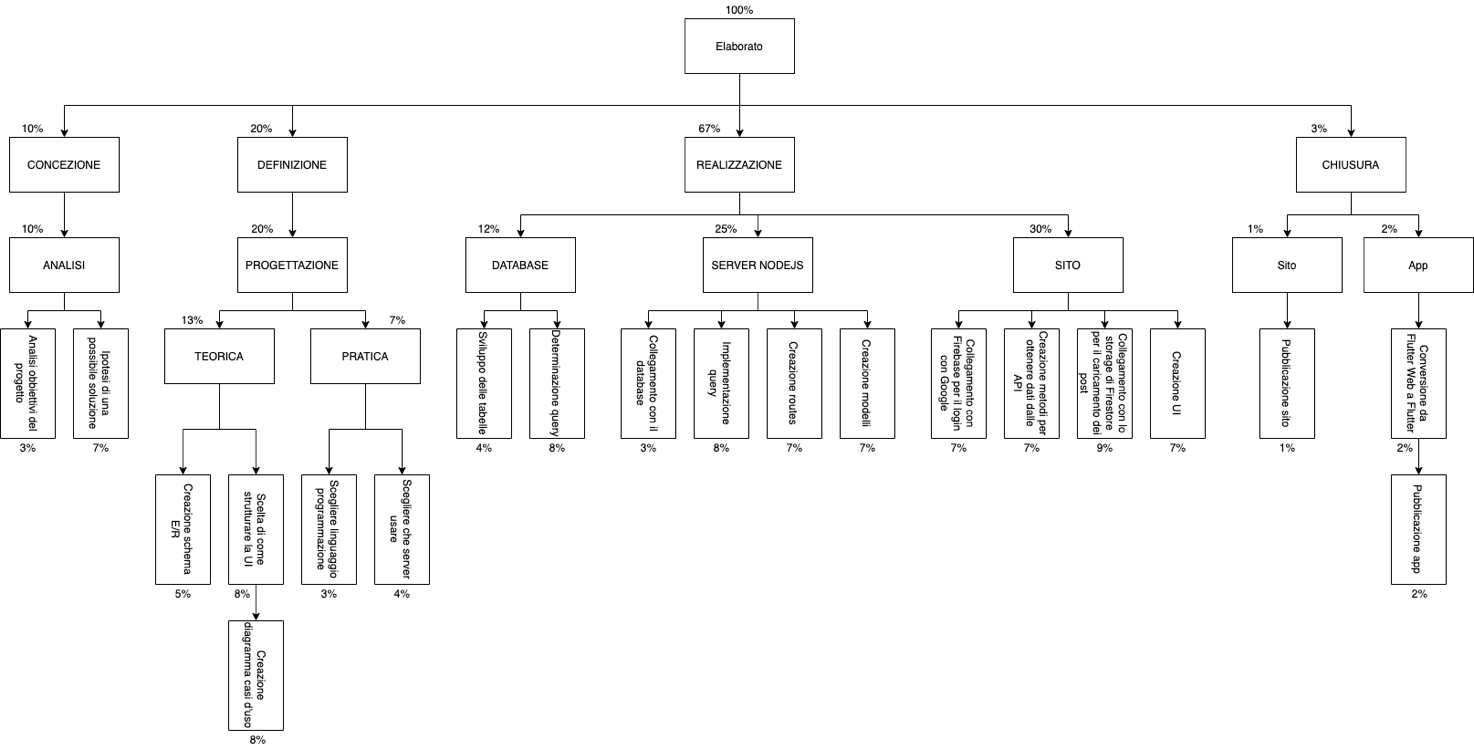 100%
Elaborato
10%
20%
67%
3%
CONCEZIONE
DEFINIZIONE
REALIZZAZIONE
CHIUSURA
10%
20%
12%
25%
30%
1%
2%
ANALISI
PROGETTAZIONE
DATABASE
SERVER NODEJS
SITO
Sito
App
13%
7%
Analisi obbiettivi del
progetto
Ipotesi di una
possibile soluzione
TEORICA
PRATICA
Sviluppo delle tabelle
Determinazione query
Collegamento con il
database
Implementazione
query
Creazione routes
Creazione modelli
Collegamento con
Firebase per il login
con Google
Creazione metodi per
ottenere dati dalle
API
Collegamento con lo
storage di Firestore
per il caricamento dei
post
Creazione UI
Pubblicazione sito
Conversione da
Flutter Web a Flutter
3%
7%
4%
8%
3%
8%
7%
7%
7%
7%
9%
7%
1%
2%
Creazione schema
E/R
Scelta di come
strutturare la UI
Scegliere linguaggio
programmazione
Scegliere che server
usare
Pubblicazione app
5%
8%
3%
4%
2%
Creazione
diagramma casi d'uso
8%